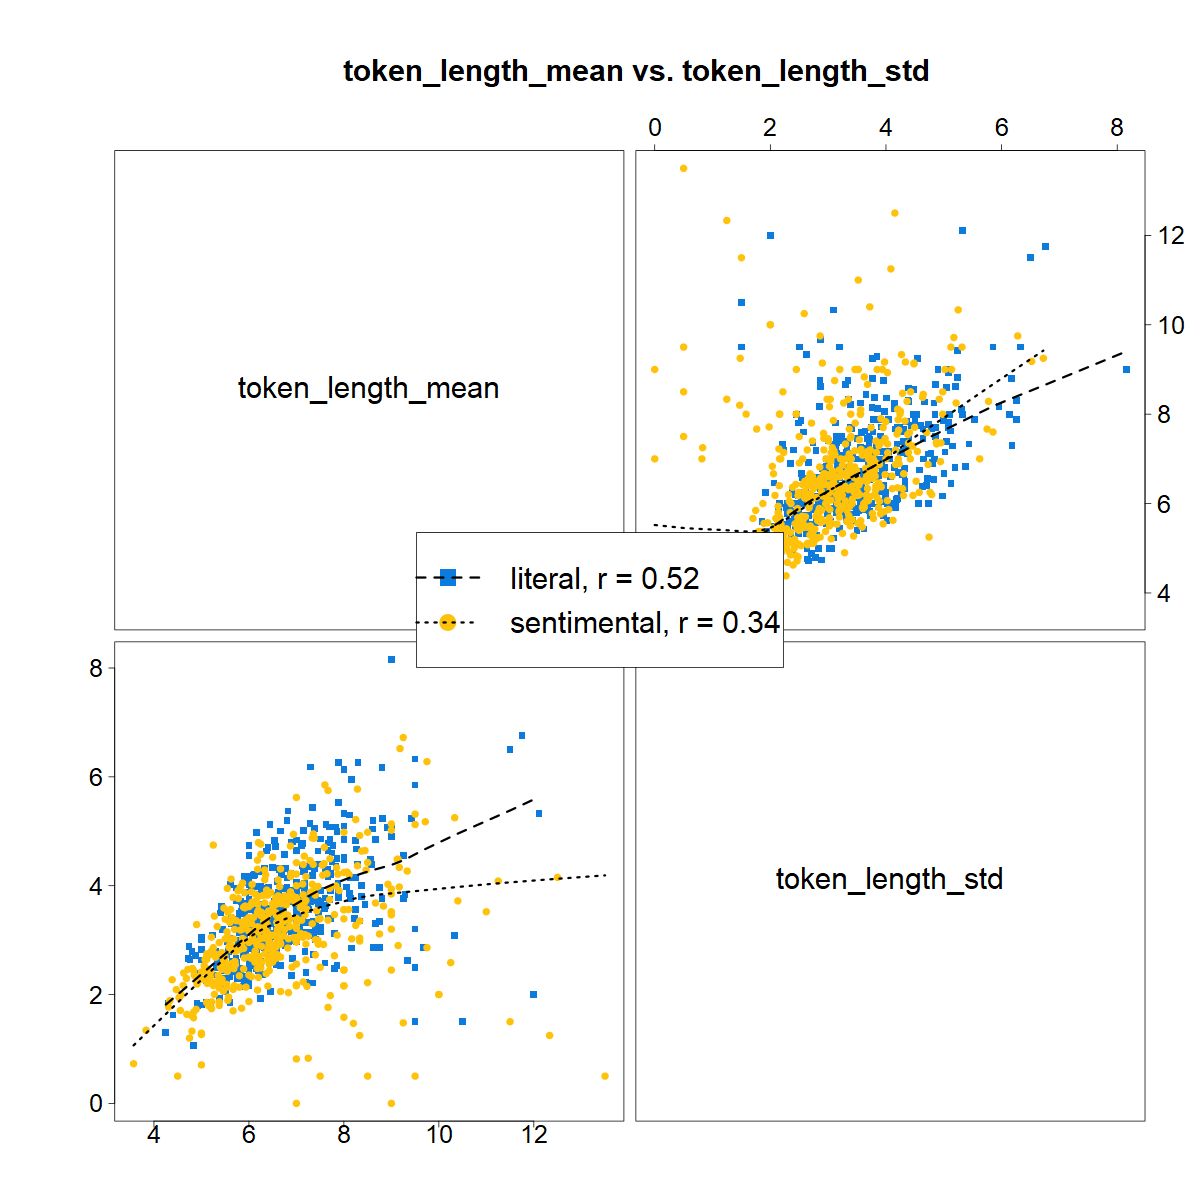 token_length_mean vs. token_length_std
0 2 4 6 8
token_length_mean
12
10
8
6
4
literal, r = 0.52
sentimental, r = 0.34
8
6
4
2
0
token_length_std
4 6 8 10 12